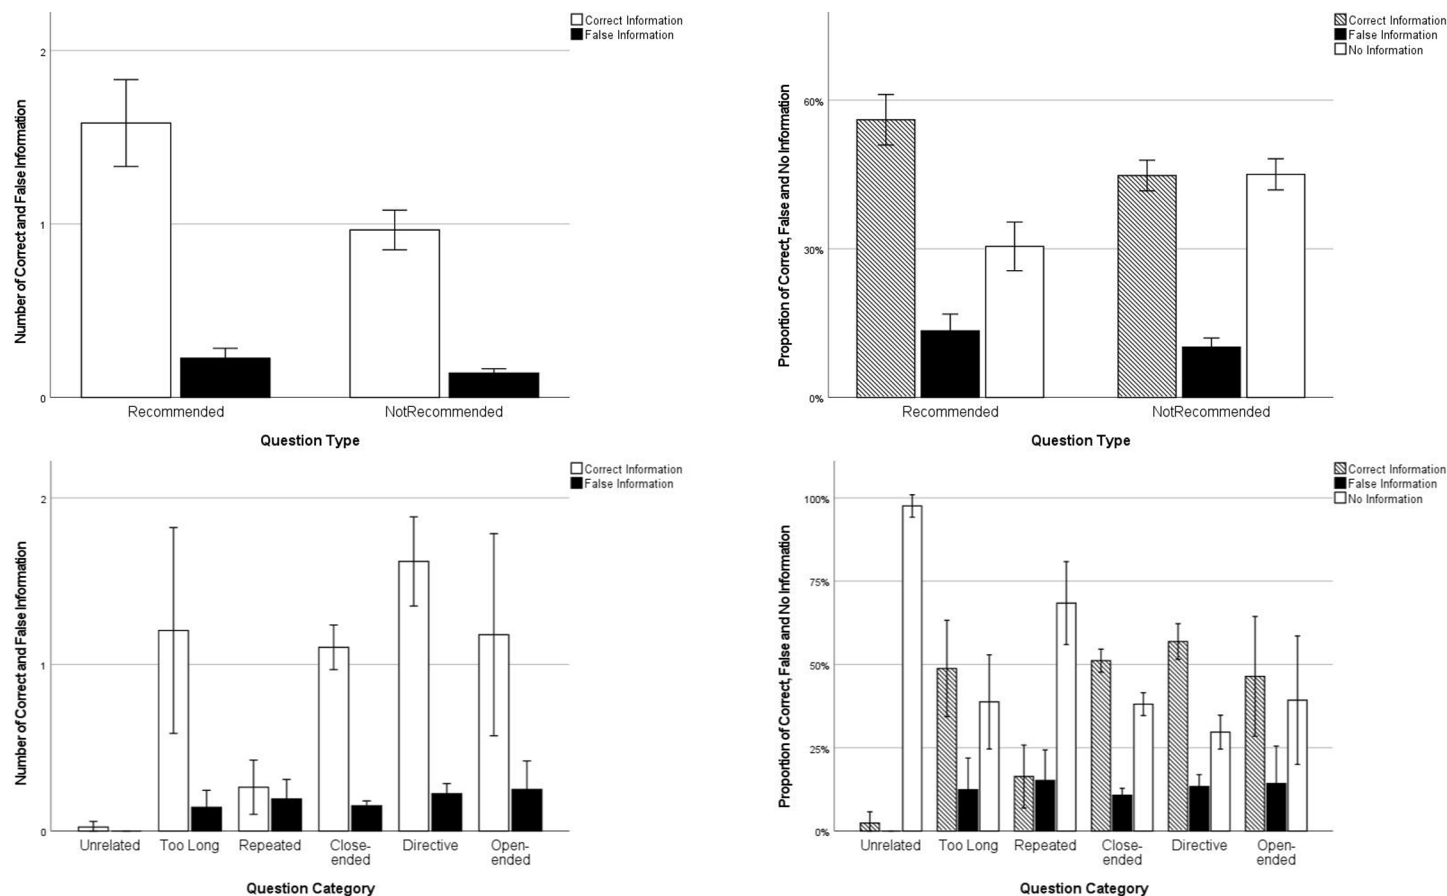 Correct Information
False Information
Number of Correct and False Information
2
1
0
Recommended
NotRecommended
Question Type
Correct Information
False Information
No Information
Proportion of Correct, False and No Information
60%
30%
0%
Recommended
NotRecommended
Question Type
Correct Information
False Information
Number of Correct and False Information
2
1
0
Unrelated
Too Long
Repeated
Close-
ended
Directive
Open-
ended
Question Category
Correct Information
False Information
No Information
Proportion of Correct, False and No Information
100%
75%
50%
25%
0%
Unrelated
Too Long
Repeated
Close-
ended
Directive
Open-
ended
Question Category